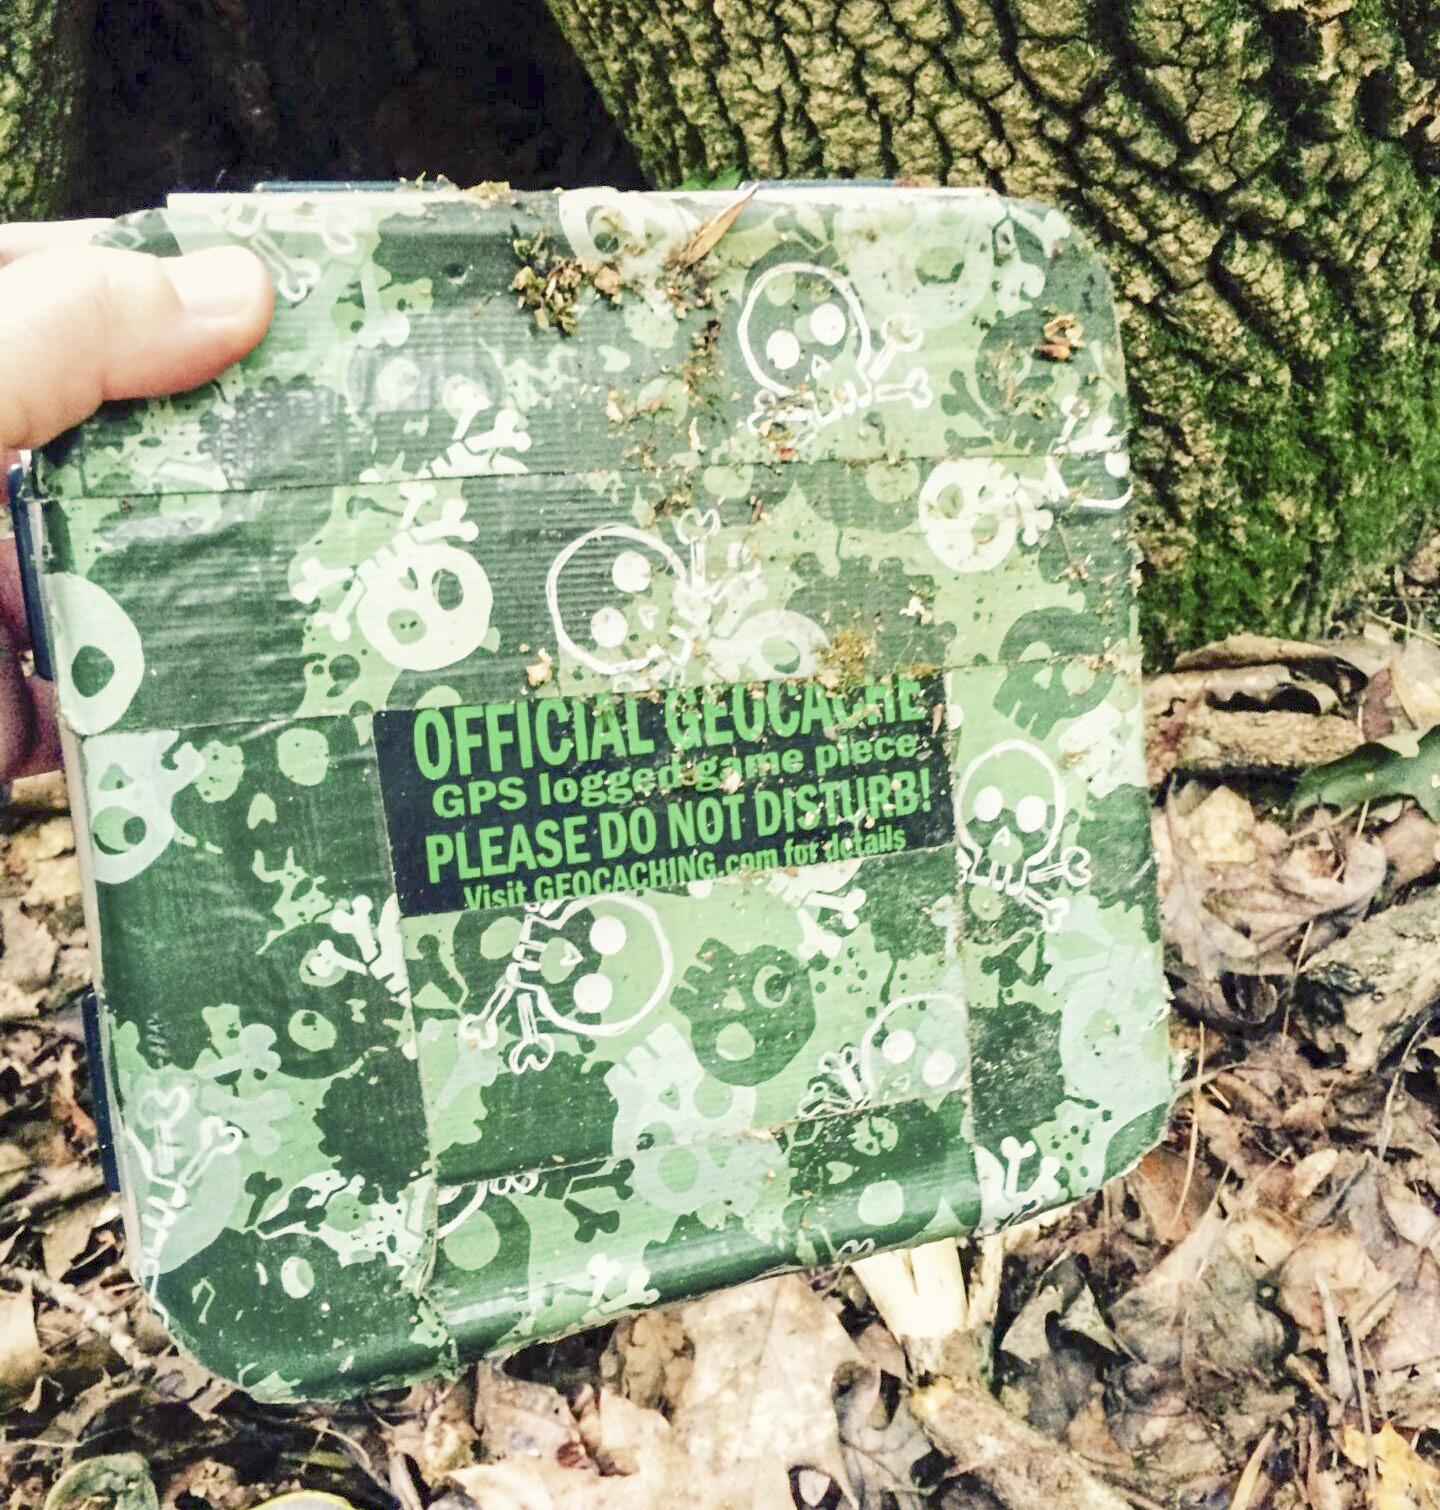 OFFICIAL GEOCACHE
GPS logged game piece
PLEASE DO NOT DISTURB!
Visit GEOCACHING.com for details